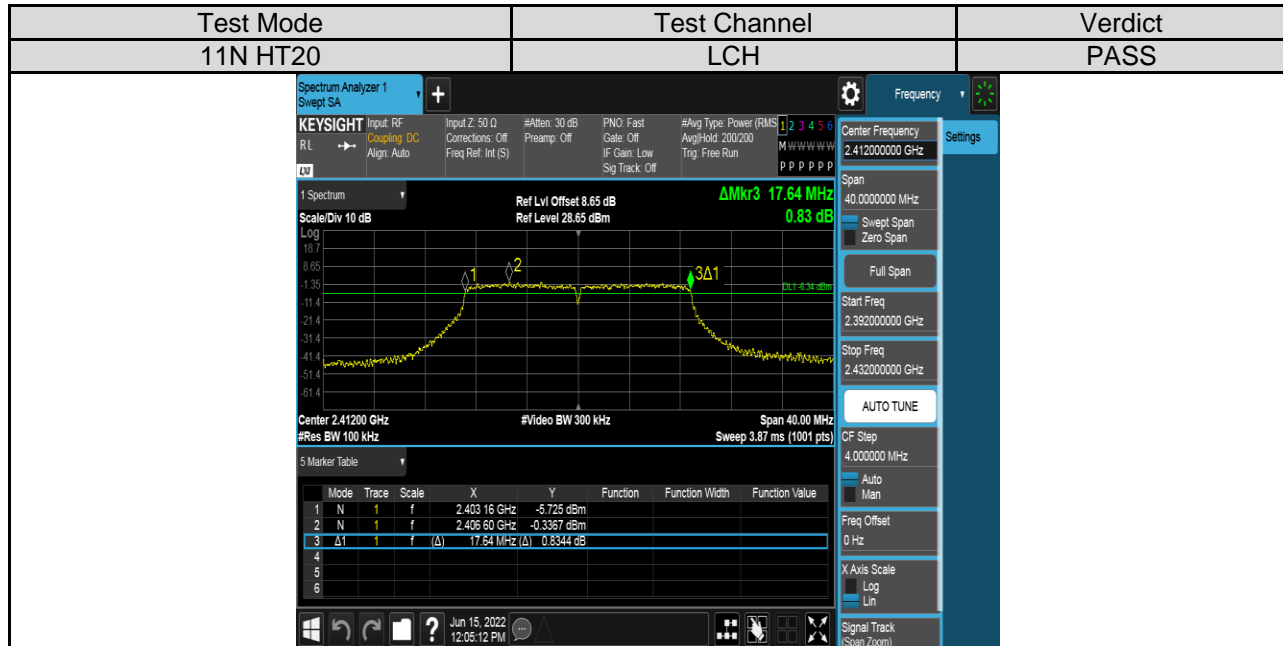 Test Mode Test Channel Verdict
11N HT20 LCH PASS
Spectrum Analyzer 1
Swept SA
+
Frequency
KEYSIGHT
RL
LXI
Input: RF
Coupling: DC
Align: Auto
Input Z: 50 Ω
Corrections: Off
Freq Ref: Int (S)
#Atten: 30 dB
Preamp: Off
PNO: Fast
Gate: Off
IF Gain: Low
Sig Track: Off
#Avg Type: Power (RMS
Avg|Hold: 200/200
Trig: Free Run
1 2 3 4 5 6
M W W W W W
P P P P P P
1 Spectrum
Scale/Div 10 dB
Ref Lvl Offset 8.65 dB
Ref Level 28.65 dBm
ΔMkr3 17.64 MHz
0.83 dB
Log
18.7
8.65
-1.35
-11.4
-21.4
-31.4
-41.4
-51.4
-61.4
1
2
3Δ1
DL1 -6.34 dBm
Center 2.41200 GHz
#Res BW 100 kHz
#Video BW 300 kHz
Span 40.00 MHz
Sweep 3.87 ms (1001 pts)
5 Marker Table
Mode Trace Scale X Y Function Function Width Function Value
1 N 1 f 2.403 16 GHz -5.725 dBm
2 N 1 f 2.406 60 GHz -0.3367 dBm
3 Δ1 1 f (Δ) 17.64 MHz (Δ) 0.8344 dB
4
5
6
?
Jun 15, 2022
12:05:12 PM
Center Frequency
2.412000000 GHz
Settings
Span
40.0000000 MHz
Swept Span
Zero Span
Full Span
Start Freq
2.392000000 GHz
Stop Freq
2.432000000 GHz
AUTO TUNE
CF Step
4.000000 MHz
Auto
Man
Freq Offset
0 Hz
X Axis Scale
Log
Lin
Signal Track
(Span Zoom)